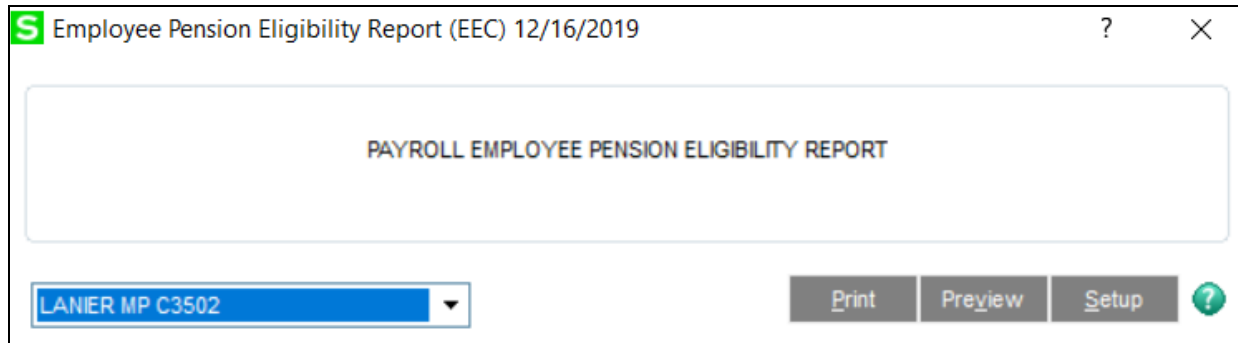 S Employee Pension Eligibility Report (EEC) 12/16/2019 ?
PAYROLL EMPLOYEE PENSION ELIGIBILITY REPORT
LANIER MP C3502 Print Preview Setup ?